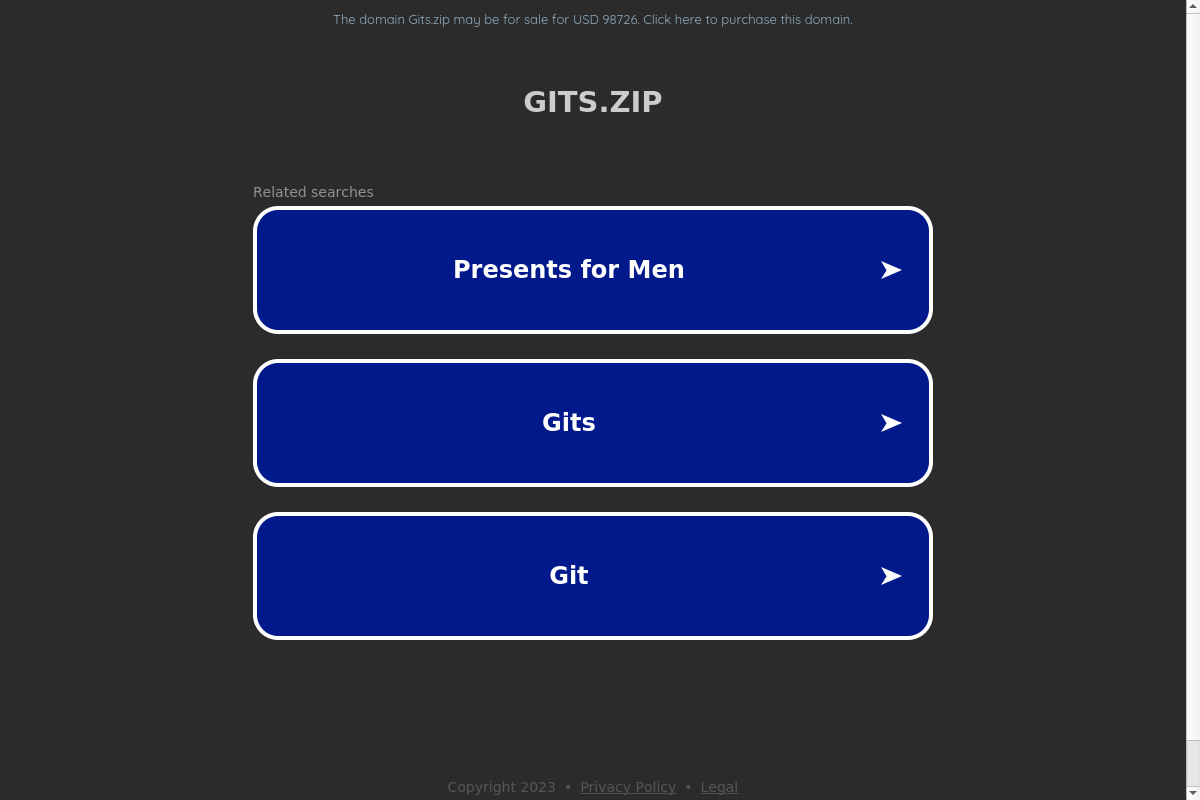 The domain Gits.zip may be for sale for USD 98726. Click here to purchase this domain.
GITS.ZIP
Related searches
Presents for Men
Gits
Git
Copyright 2023 • Privacy Policy • Legal